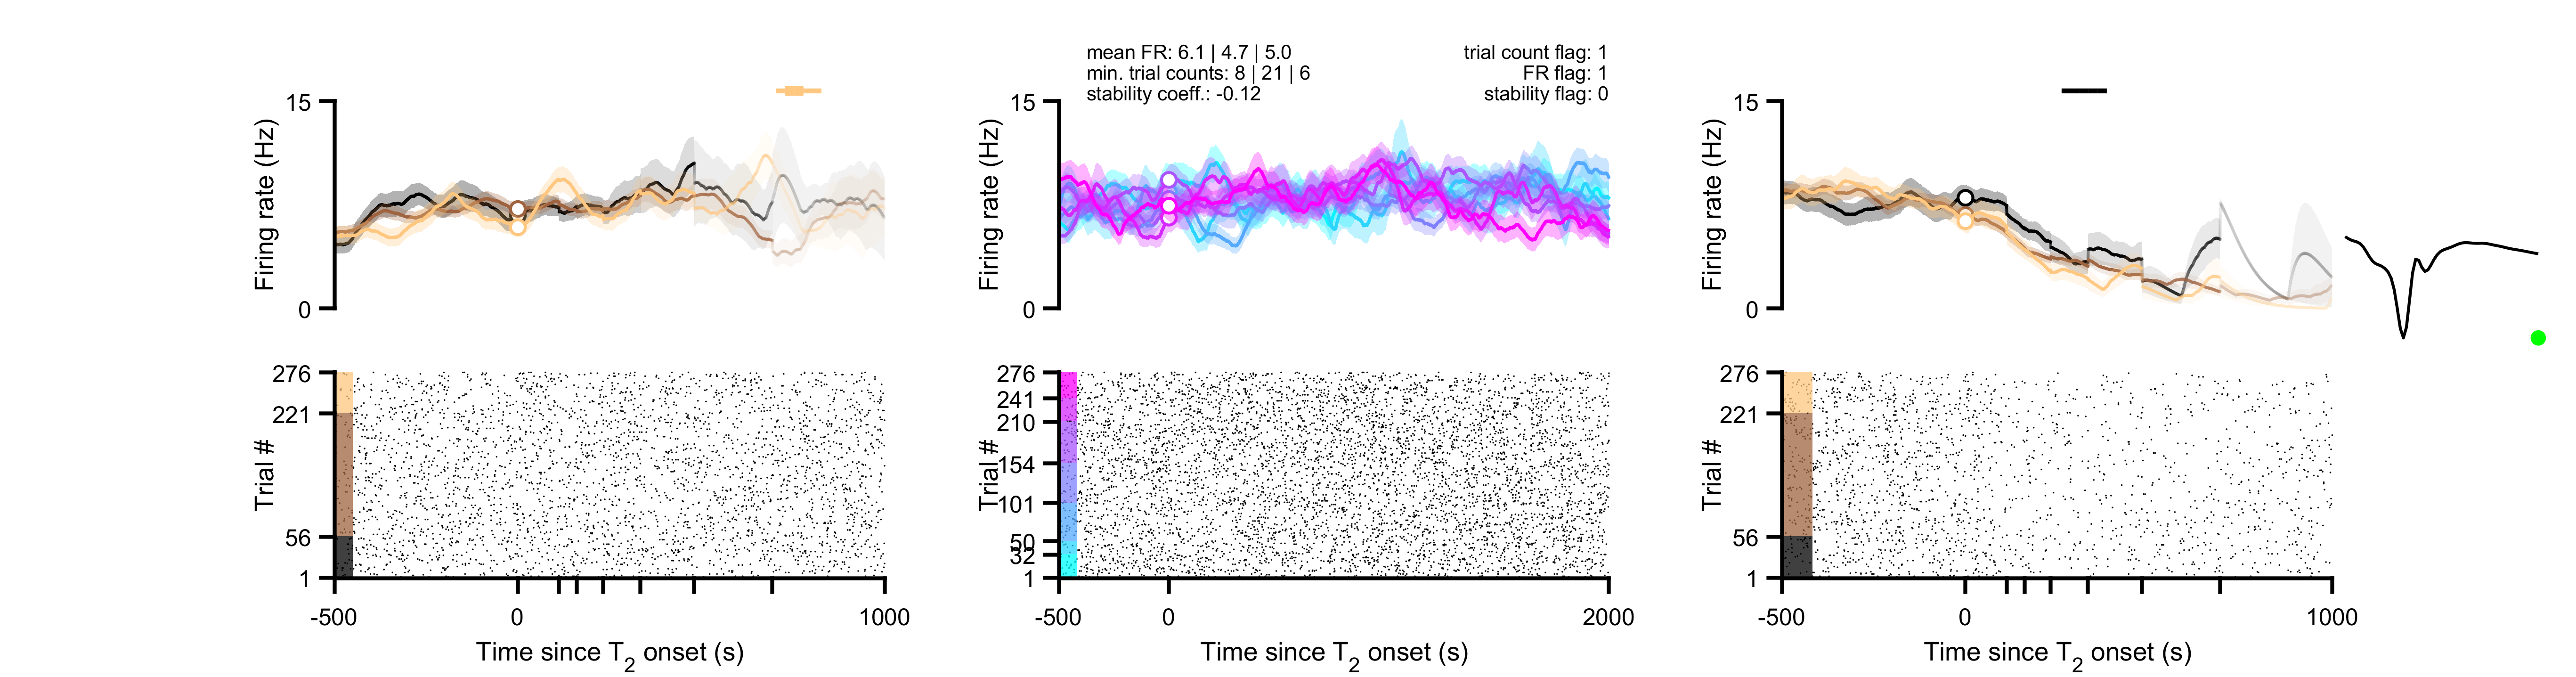 mean FR: 6.1 | 4.7 | 5.0
min. trial counts: 8 | 21 | 6
stability coeff.: -0.12
trial count flag: 1
FR flag: 1
stability flag: 0
15
Firing rate (Hz)
0
15
Firing rate (Hz)
0
15
Firing rate (Hz)
0
276
221
Trial #
56
1
-500
0
1000
Time since T2 onset (s)
276
241
210
Trial #
154
101
50
32
1
-500
0
2000
Time since T2 onset (s)
276
221
Trial #
56
1
-500
0
1000
Time since T2 onset (s)